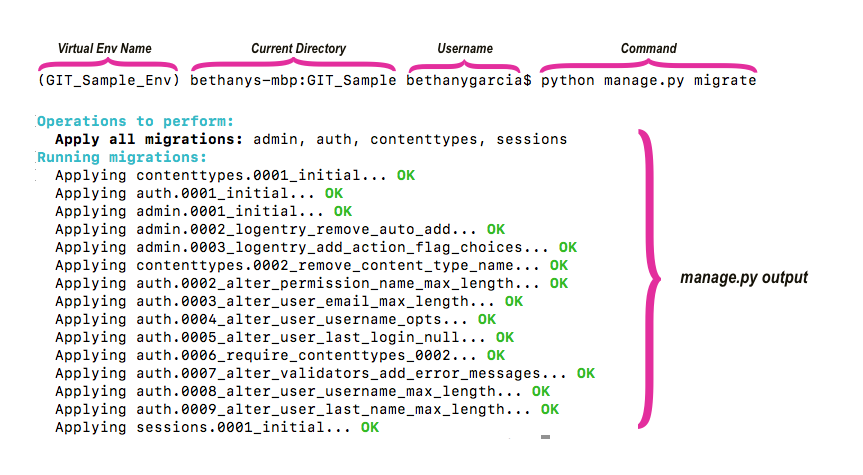 Virtual Env Name Current Directory Username Command
(GIT_Sample_Env) bethanys-mbp:GIT_Sample bethanygarcia$ python manage.py migrate
Operations to perform:
Apply all migrations: admin, auth, contenttypes, sessions
Running migrations:
Applying contenttypes.0001_initial... OK
Applying auth.0001_initial... OK
Applying admin.0001_initial... OK
Applying admin.0002_logentry_remove_auto_add... OK
Applying admin.0003_logentry_add_action_flag_choices... OK
Applying contenttypes.0002_remove_content_type_name... OK
Applying auth.0002_alter_permission_name_max_length... OK
Applying auth.0003_alter_user_email_max_length... OK
Applying auth.0004_alter_user_username_opts... OK
Applying auth.0005_alter_user_last_login_null... OK
Applying auth.0006_require_contenttypes_0002... OK
Applying auth.0007_alter_validators_add_error_messages... OK
Applying auth.0008_alter_user_username_max_length... OK
Applying auth.0009_alter_user_last_name_max_length... OK
Applying sessions.0001_initial... OK
manage.py output